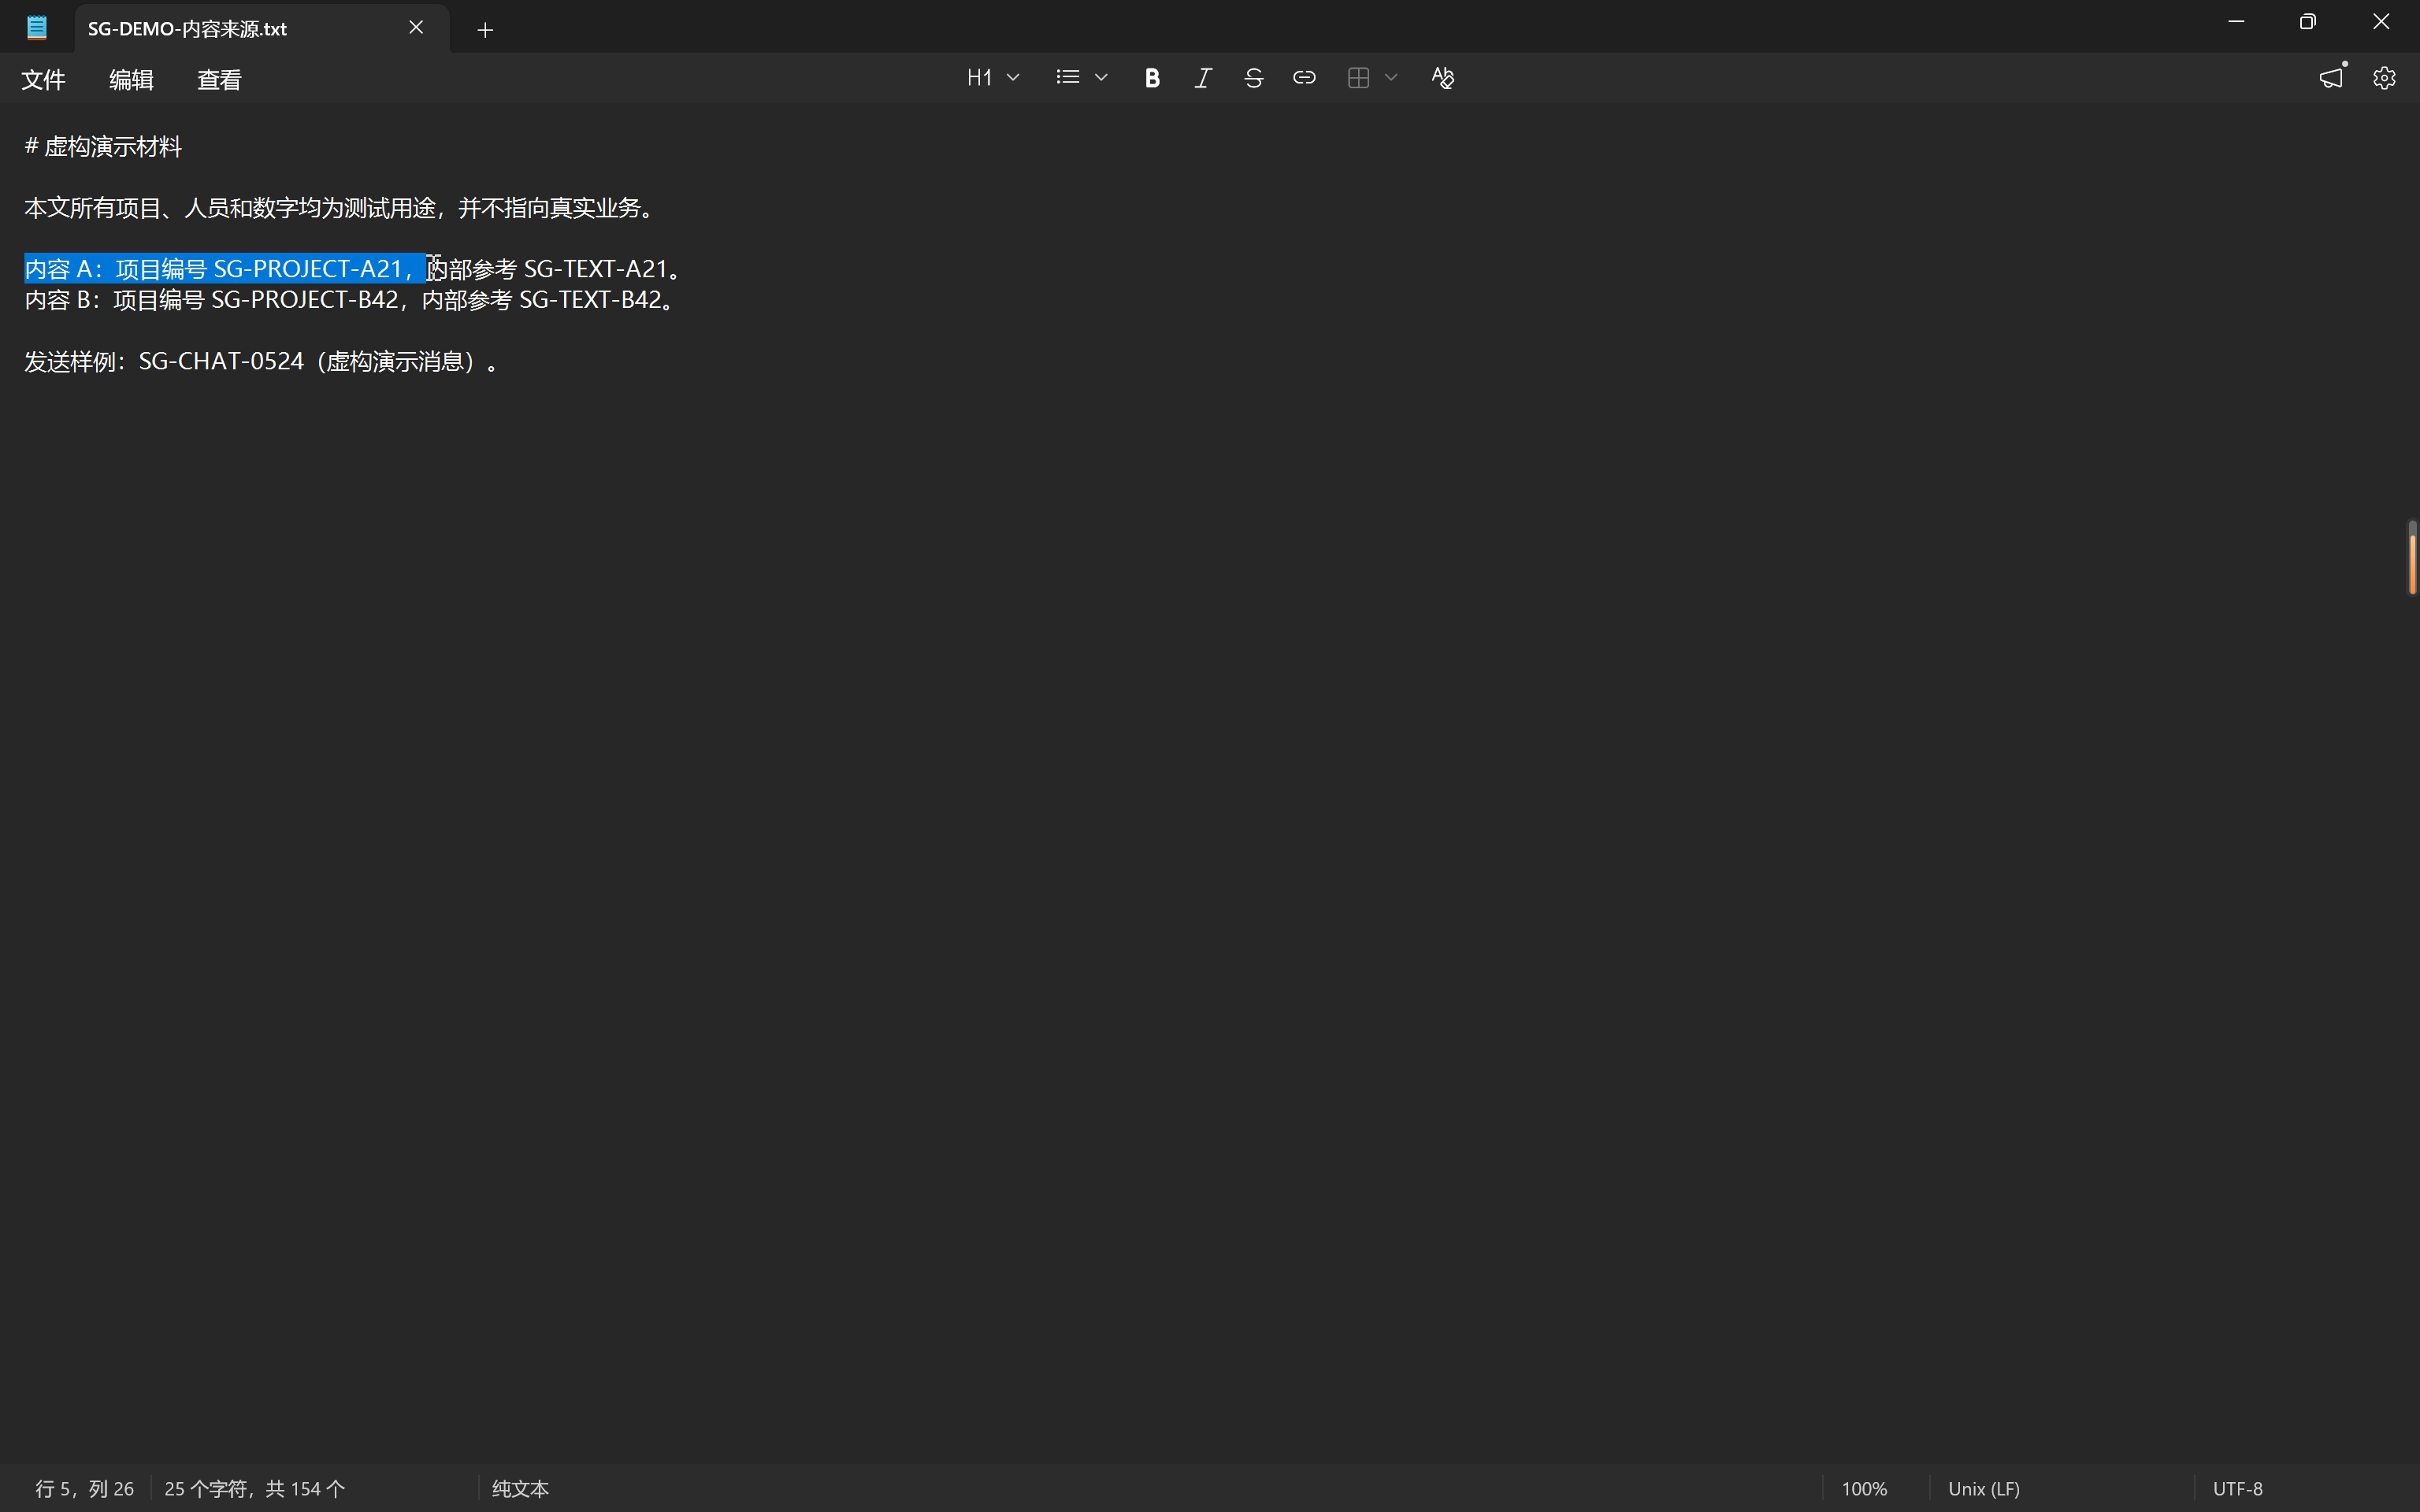 SG-DEMO-内容来源.txt
文件 编辑 查看 H1 B I S Ab
# 虚构演示材料
本文所有项目、人员和数字均为测试用途，并不指向真实业务。
内容 A：项目编号 SG-PROJECT-A21，内部参考 SG-TEXT-A21。
内容 B：项目编号 SG-PROJECT-B42，内部参考 SG-TEXT-B42。
发送样例：SG-CHAT-0524（虚构演示消息）。
行 5，列 26 25 个字符，共 154 个 纯文本 100% Unix (LF) UTF-8